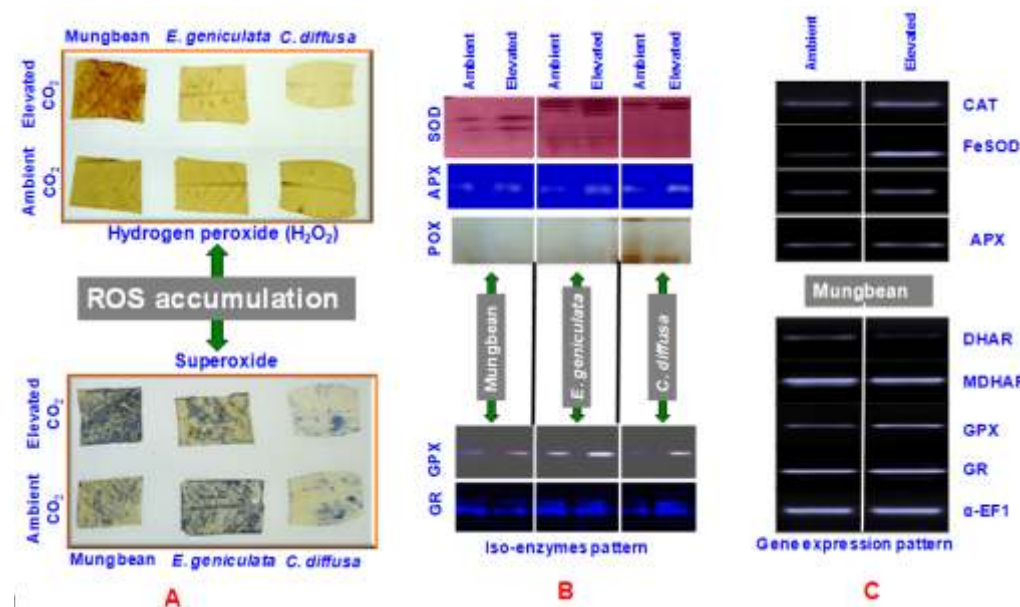 Mungbean E. geniculata C. diffusa
Elevated CO₂
Ambient CO₂
Hydrogen peroxide (H₂O₂)
ROS accumulation
Superoxide
Elevated CO₂
Ambient CO₂
Mungbean E. geniculata C. diffusa
A
Ambient Elevated Ambient Elevated Ambient Elevated
SOD
APX
POX
Mungbean
E. geniculata
C. diffusa
GPX
GR
Iso-enzymes pattern
B
Ambient Elevated
CAT
FeSOD
APX
Mungbean
DHAR
MDHAR
GPX
GR
α-EF1
Gene expression pattern
C